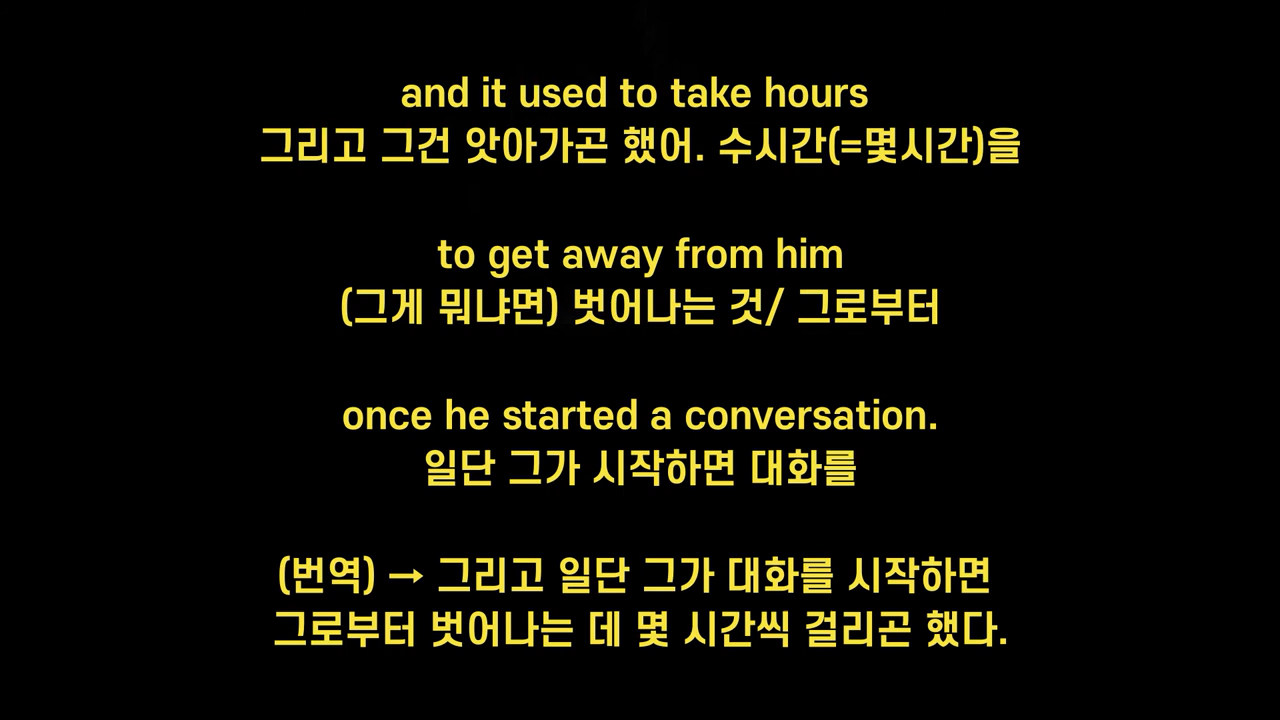 and it used to take hours
그리고 그건 앗아가곤 했어. 수시간(=몇시간)을
to get away from him
(그게 뭐냐면) 벗어나는 것/ 그로부터
once he started a conversation.
일단 그가 시작하면 대화를
(번역) → 그리고 일단 그가 대화를 시작하면
그로부터 벗어나는 데 몇 시간씩 걸리곤 했다.